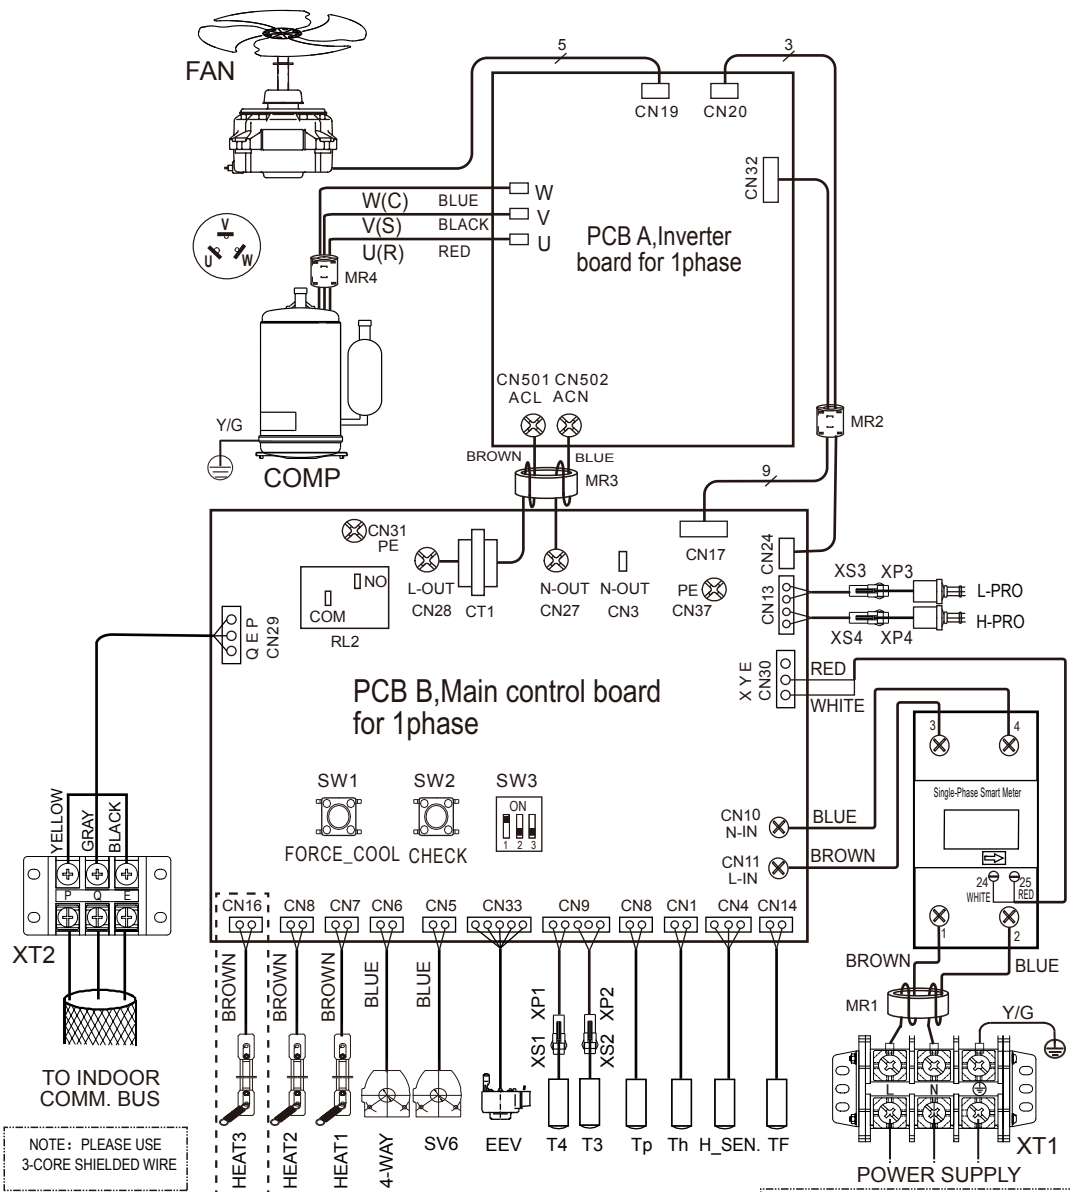 FAN
5
3
CN19
CN20
CN32
W(C)
BLUE
W
V(S)
BLACK
V
U(R)
RED
U
V
U
W
MR4
PCB A,Inverter
board for 1phase
CN501
CN502
ACL
ACN
MR2
Y/G
BROWN
BLUE
COMP
MR3
9
CN31
PE
CN17
CN24
NO
COM
RL2
L-OUT
CN28
CT1
N-OUT
CN27
N-OUT
CN3
PE
CN37
CN13
XS3
XP3
L-PRO
XS4
XP4
H-PRO
Q E P
CN29
X Y E
CN30
RED
WHITE
PCB B,Main control board
for 1phase
3
4
Single-Phase Smart Meter
24
25
WHITE
RED
1
2
SW1
SW2
SW3
ON
1 2 3
FORCE_COOL
CHECK
CN10
N-IN
BLUE
CN11
L-IN
BROWN
YELLOW
GRAY
BLACK
P
Q
E
XT2
CN16
CN8
CN7
CN6
CN5
CN33
CN9
CN8
CN1
CN4
CN14
BROWN
BROWN
BROWN
BLUE
BLUE
XS1
XP1
XS2
XP2
BROWN
BLUE
MR1
Y/G
L
N
XT1
POWER SUPPLY
TO INDOOR
COMM. BUS
NOTE: PLEASE USE
3-CORE SHIELDED WIRE
HEAT3
HEAT2
HEAT1
4-WAY
SV6
EEV
T4
T3
Tp
Th
H_SEN.
TF